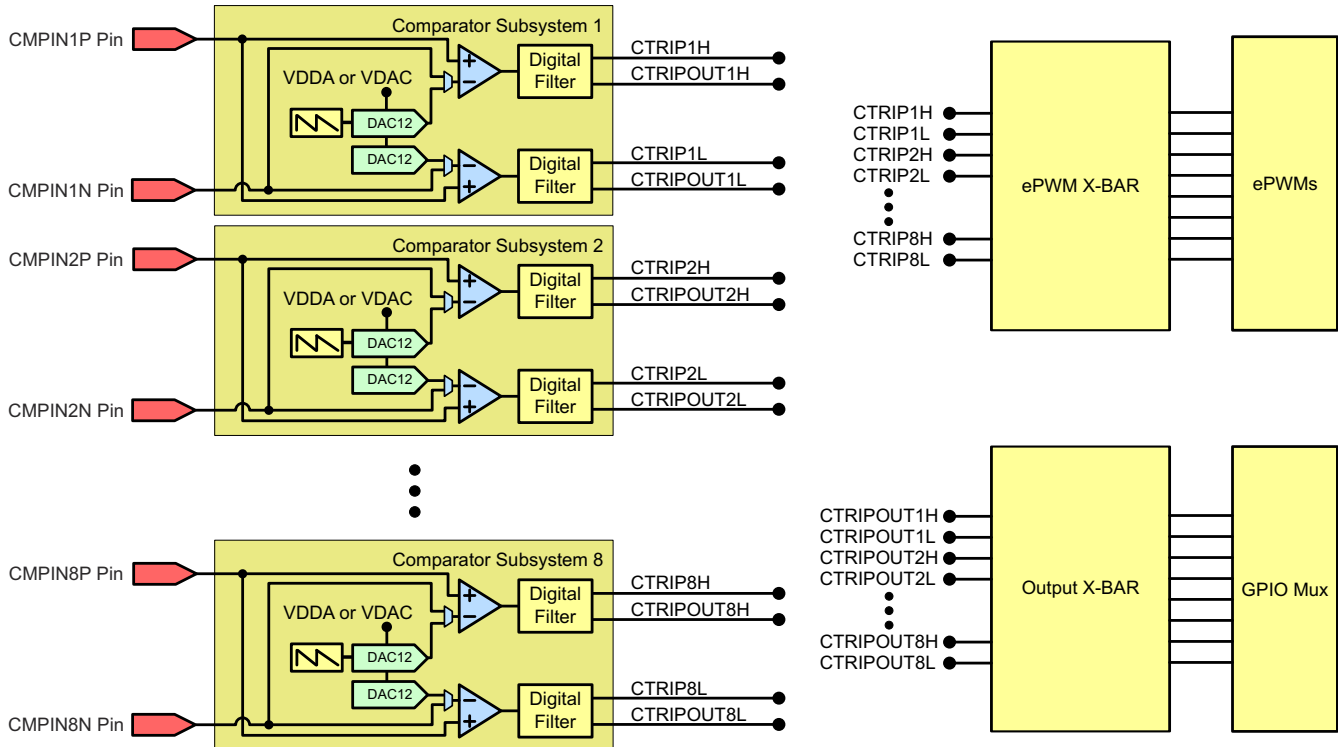 Comparator Subsystem 1
CMPIN1P Pin
VDDA or VDAC
DAC12
DAC12
+
−
Digital
Filter
CTRIP1H
CTRIPOUT1H
CMPIN1N Pin
−
+
Digital
Filter
CTRIP1L
CTRIPOUT1L
Comparator Subsystem 2
CMPIN2P Pin
VDDA or VDAC
DAC12
DAC12
+
−
Digital
Filter
CTRIP2H
CTRIPOUT2H
CMPIN2N Pin
−
+
Digital
Filter
CTRIP2L
CTRIPOUT2L
Comparator Subsystem 8
CMPIN8P Pin
VDDA or VDAC
DAC12
DAC12
+
−
Digital
Filter
CTRIP8H
CTRIPOUT8H
CMPIN8N Pin
−
+
Digital
Filter
CTRIP8L
CTRIPOUT8L
CTRIP1H
CTRIP1L
CTRIP2H
CTRIP2L
CTRIP8H
CTRIP8L
ePWM X-BAR
ePWMs
CTRIPOUT1H
CTRIPOUT1L
CTRIPOUT2H
CTRIPOUT2L
CTRIPOUT8H
CTRIPOUT8L
Output X-BAR
GPIO Mux